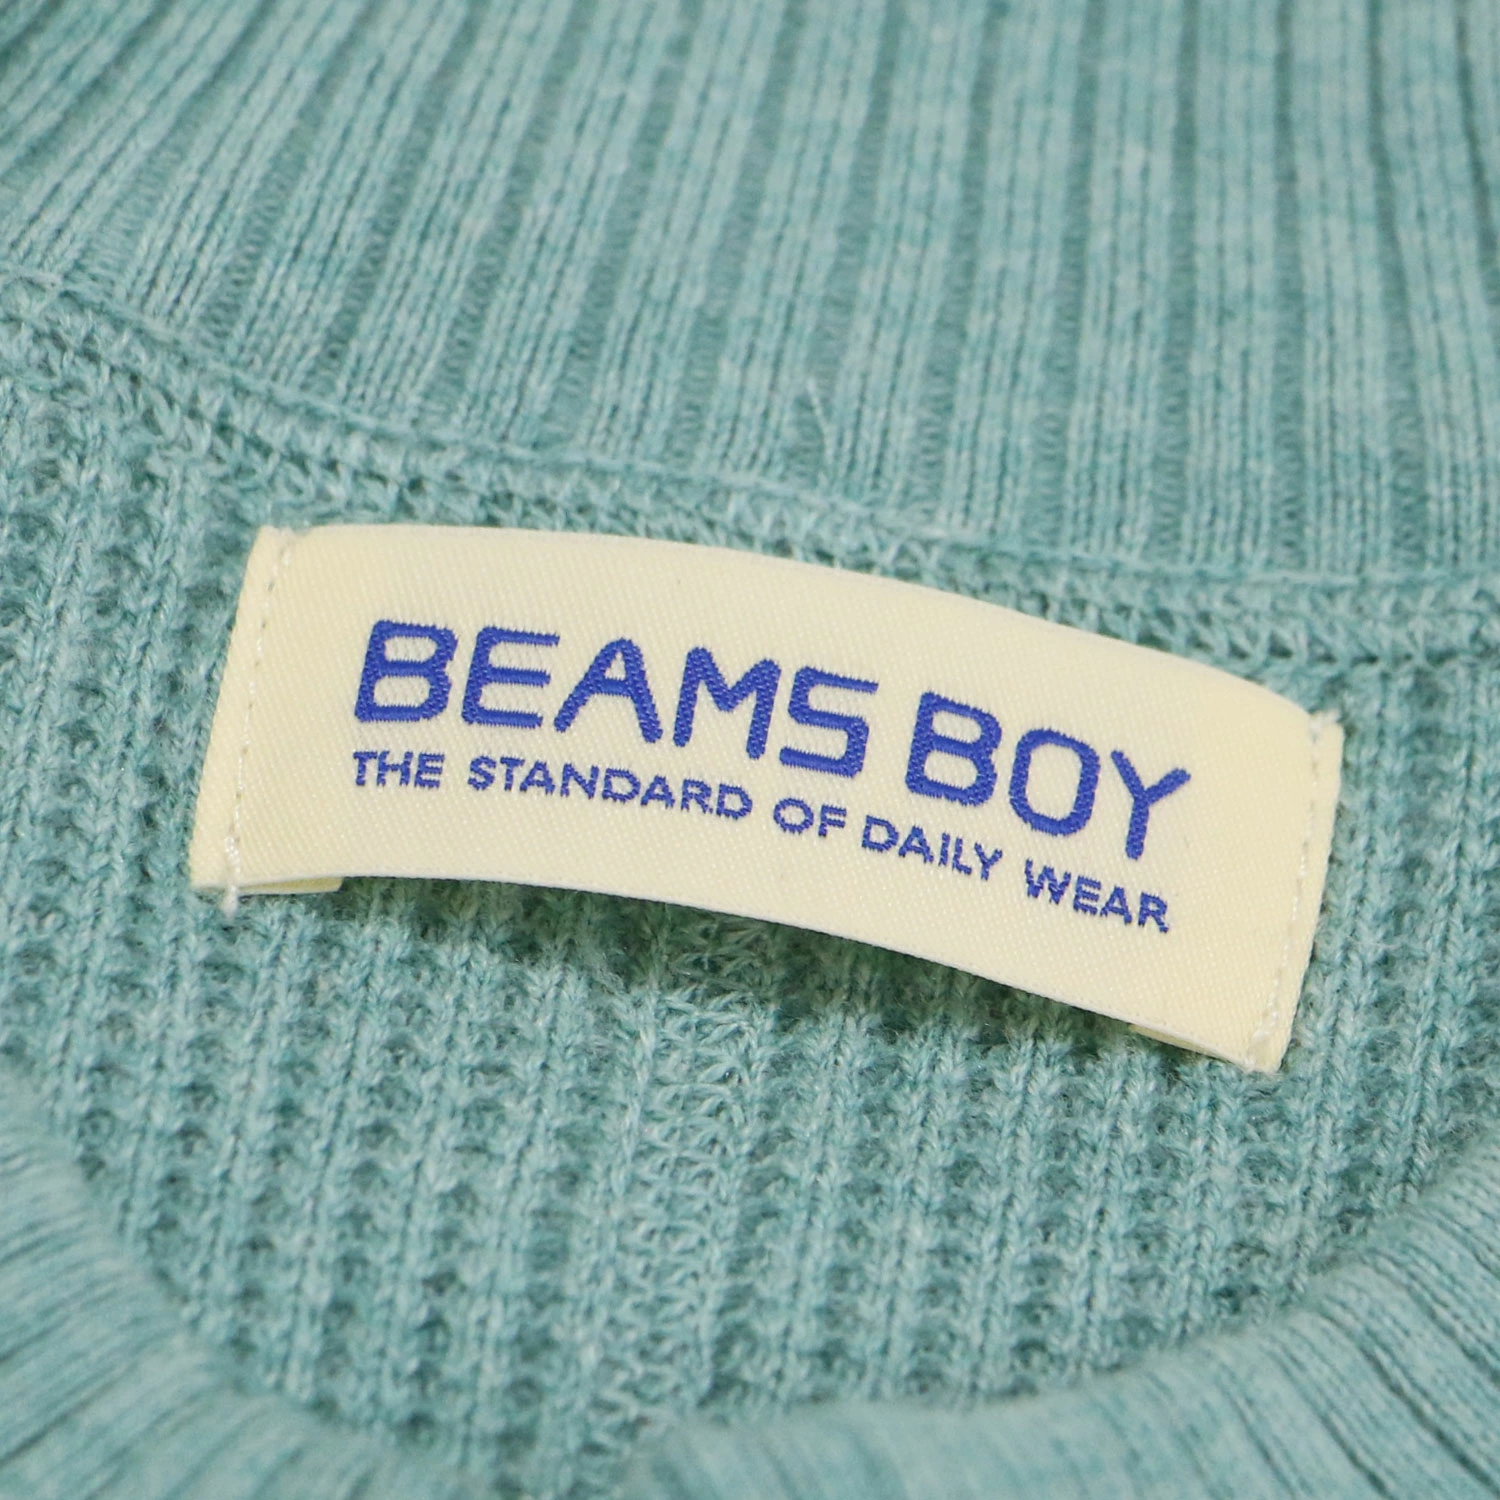 BEAMS BOY
THE STANDARD OF DAILY WEAR